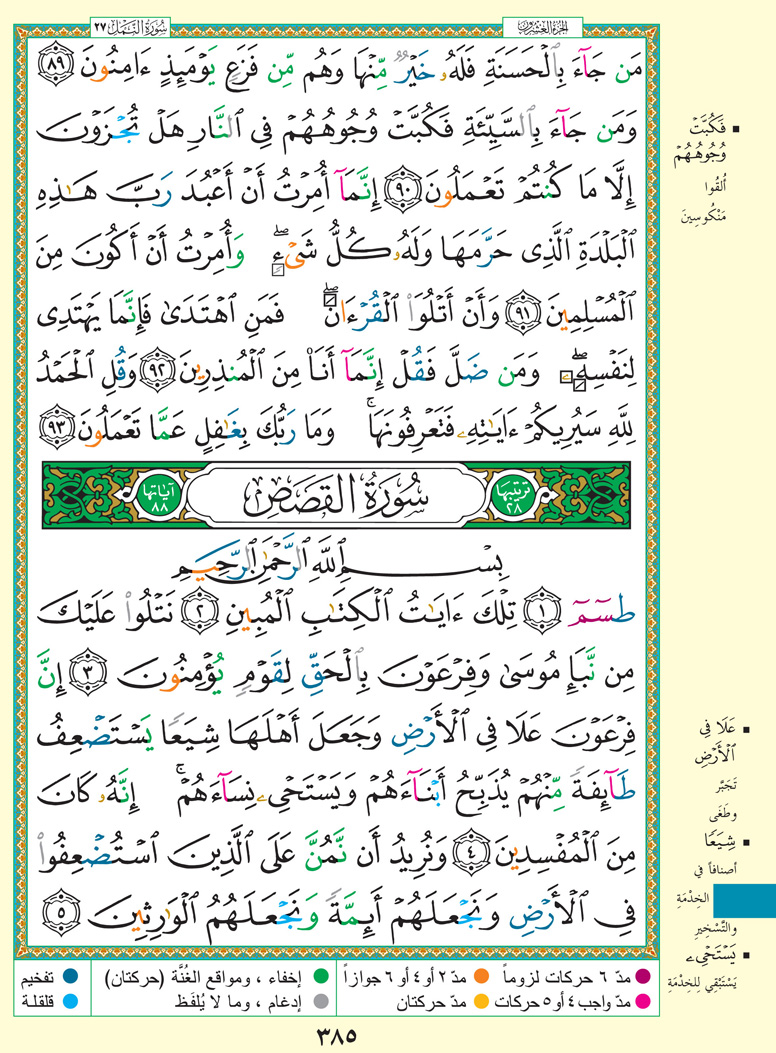 الجزء العشرون
سورة النمل ٢٧
مَن جَآءَ بِٱلْحَسَنَةِ فَلَهُۥ خَيْرٌ مِّنْهَا وَهُم مِّن فَزَعٍ يَوْمَئِذٍ ءَامِنُونَ ٨٩
وَمَن جَآءَ بِٱلسَّيِّئَةِ فَكُبَّتْ وُجُوهُهُمْ فِى ٱلنَّارِ هَلْ تُجْزَوْنَ
إِلَّا مَا كُنتُمْ تَعْمَلُونَ ٩٠ إِنَّمَآ أُمِرْتُ أَنْ أَعْبُدَ رَبَّ هَـٰذِهِ
ٱلْبَلْدَةِ ٱلَّذِى حَرَّمَهَا وَلَهُۥ كُلُّ شَىْءٍ ۖ وَأُمِرْتُ أَنْ أَكُونَ مِنَ
ٱلْمُسْلِمِينَ ٩١ وَأَنْ أَتْلُوَا۟ ٱلْقُرْءَانَ ۖ فَمَنِ ٱهْتَدَىٰ فَإِنَّمَا يَهْتَدِى
لِنَفْسِهِۦ ۖ وَمَن ضَلَّ فَقُلْ إِنَّمَآ أَنَا۠ مِنَ ٱلْمُنذِرِينَ ٩٢ وَقُلِ ٱلْحَمْدُ
لِلَّهِ سَيُرِيكُمْ ءَايَـٰتِهِۦ فَتَعْرِفُونَهَا ۚ وَمَا رَبُّكَ بِغَـٰفِلٍ عَمَّا تَعْمَلُونَ ٩٣
ترتيبها ٢٨ سُورَةُ القَصَصِ آياتها ٨٨
بِسْمِ ٱللَّهِ ٱلرَّحْمَـٰنِ ٱلرَّحِيمِ
طسٓمٓ ١ تِلْكَ ءَايَـٰتُ ٱلْكِتَـٰبِ ٱلْمُبِينِ ٢ نَتْلُوا۟ عَلَيْكَ
مِن نَّبَإِ مُوسَىٰ وَفِرْعَوْنَ بِٱلْحَقِّ لِقَوْمٍ يُؤْمِنُونَ ٣ إِنَّ
فِرْعَوْنَ عَلَا فِى ٱلْأَرْضِ وَجَعَلَ أَهْلَهَا شِيَعًا يَسْتَضْعِفُ
طَآئِفَةً مِّنْهُمْ يُذَبِّحُ أَبْنَآءَهُمْ وَيَسْتَحْىِۦ نِسَآءَهُمْ ۚ إِنَّهُۥ كَانَ
مِنَ ٱلْمُفْسِدِينَ ٤ وَنُرِيدُ أَن نَّمُنَّ عَلَى ٱلَّذِينَ ٱسْتُضْعِفُوا۟
فِى ٱلْأَرْضِ وَنَجْعَلَهُمْ أَئِمَّةً وَنَجْعَلَهُمُ ٱلْوَٰرِثِينَ ٥
فَكُبَّتْ
وُجُوهُهُمْ
أُلقُوا
مَنْكُوسِينَ
عَلَا فِى
ٱلْأَرْضِ
تَجَبَّر
وطَغَى
شِيَعًا
أصنافاً في
الخِدْمَةِ
والتَّسْخِيرِ
يَسْتَحْىِۦ
يَسْتَبْقِي لِلخِدْمَةِ
مدّ ٦ حركات لزوماً مدّ ٢ أو ٤ أو ٦ جوازاً إخفاء ، ومواقع الغُنَّة (حركتان) تفخيم
مدّ واجب ٤ أو ٥ حركات مدّ حركتان إدغام ، وما لا يُلفَظ قلقلة
٣٨٥